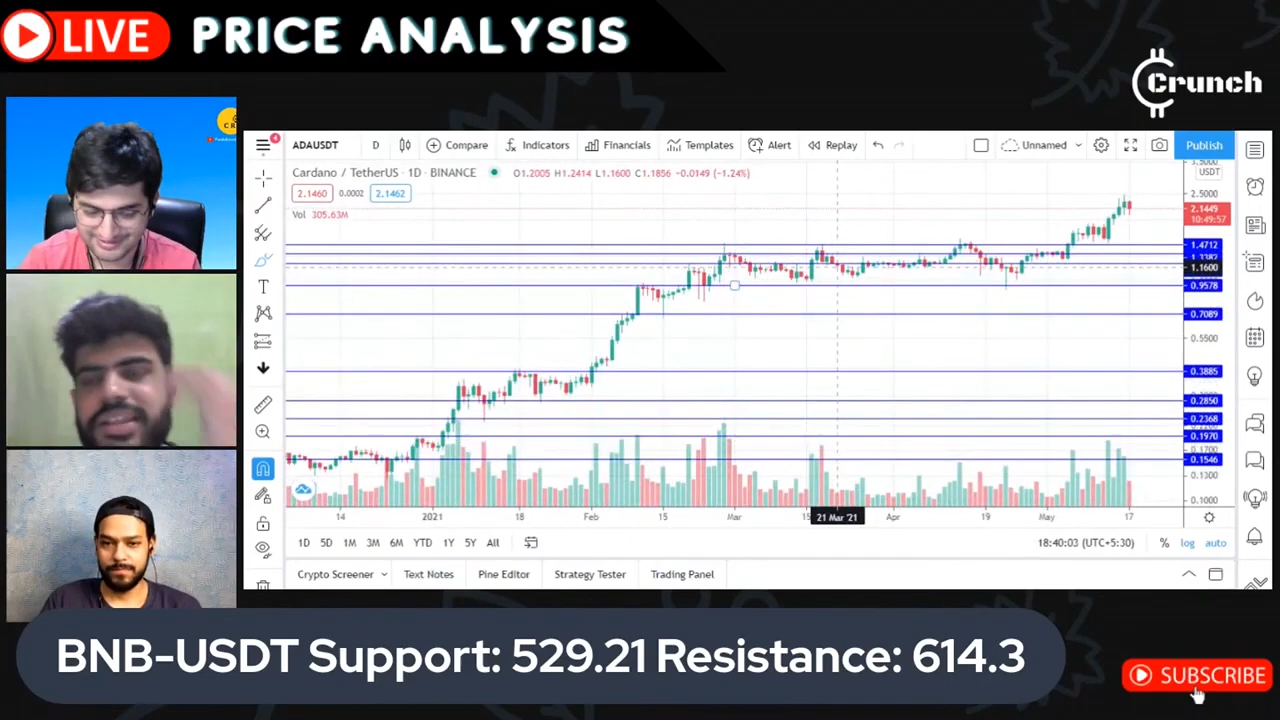 LIVE PRICE ANALYSIS
Crunch
ADAUSDT D Compare Indicators Financials Templates Alert Replay Unnamed Publish
Cardano / TetherUS · 1D · BINANCE O1.2005 H1.2414 L1.1600 C1.1856 −0.0149 (−1.24%)
USDT
2.1460 0.0002 2.1462
2.5000
Vol 305.63M
2.1449
10:49:57
1.4712
1.1600
0.9578
0.7089
0.5500
0.3885
0.2850
0.2368
0.1970
0.1546
0.1300
0.1000
14 2021 18 Feb 15 Mar 15 21 Mar '21 Apr 19 May 17
1D 5D 1M 3M 6M YTD 1Y 5Y All 18:40:03 (UTC+5:30) % log auto
Crypto Screener Text Notes Pine Editor Strategy Tester Trading Panel
BNB-USDT Support: 529.21 Resistance: 614.3
SUBSCRIBE